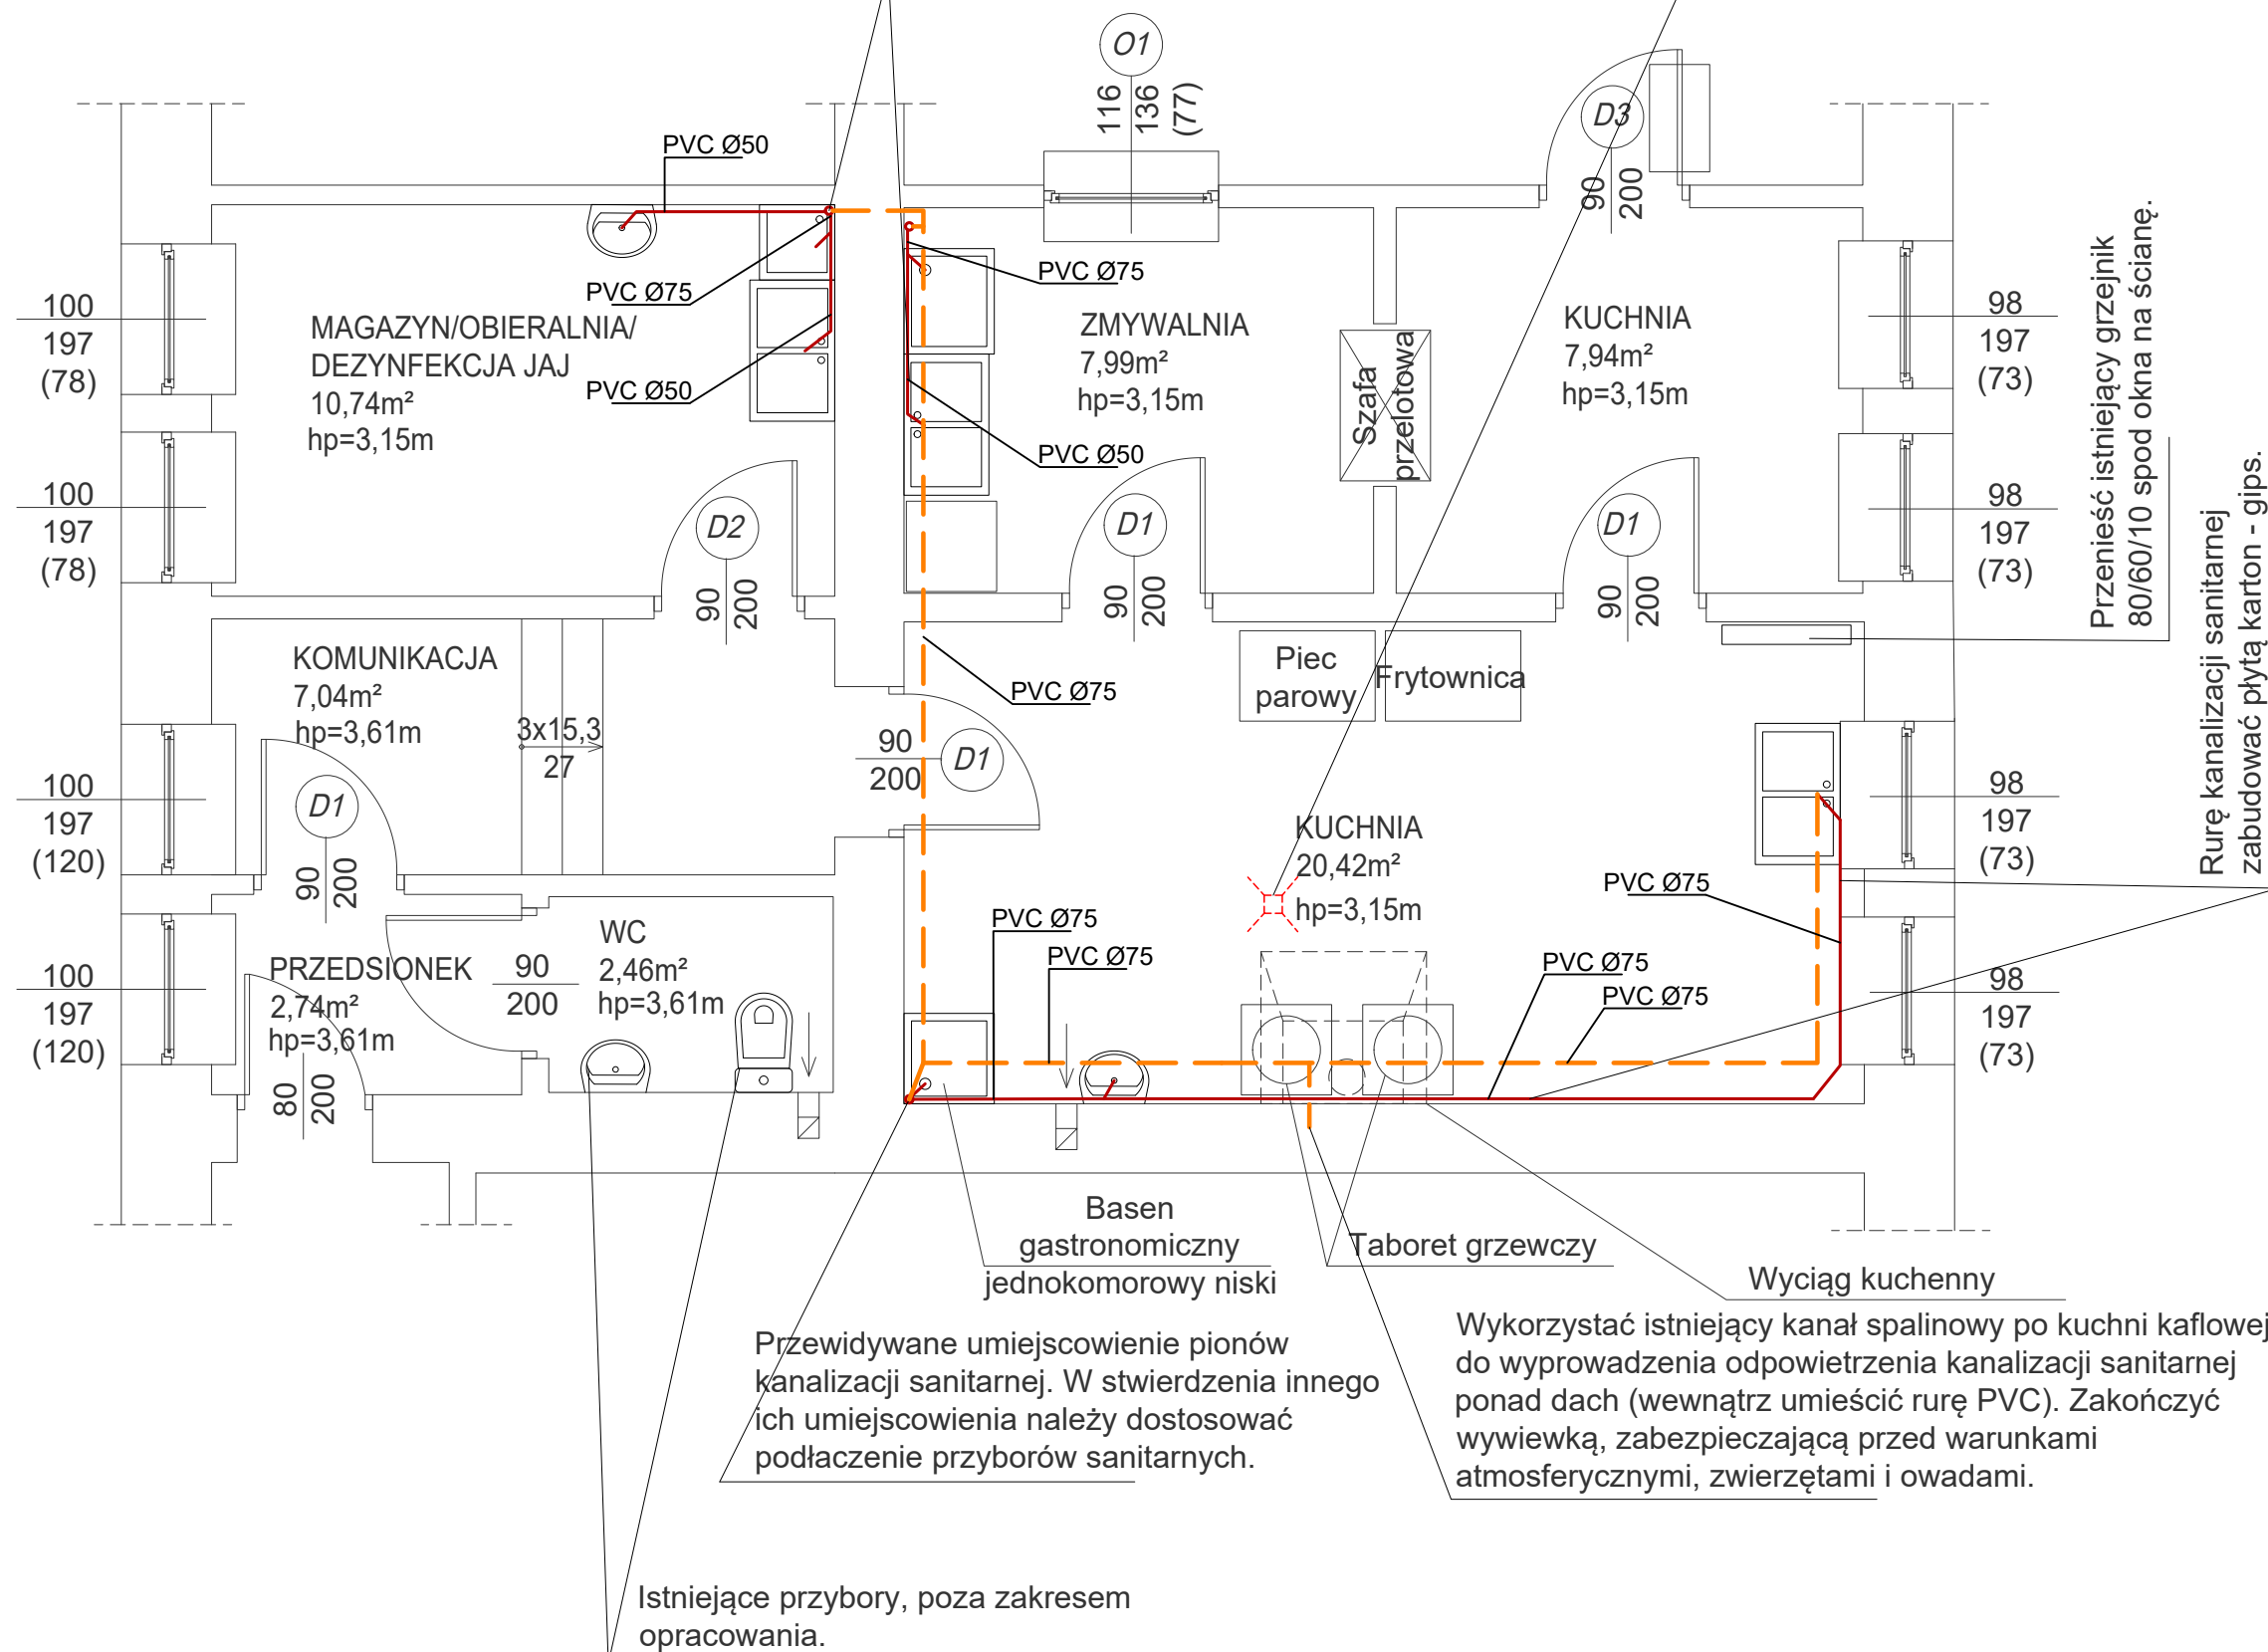 O1
116
136
(77)
D3
90
200
PVC Ø50
PVC Ø75
PVC Ø50
MAGAZYN/OBIERALNIA/
DEZYNFEKCJA JAJ
10,74m²
hp=3,15m
PVC Ø75
ZMYWALNIA
7,99m²
hp=3,15m
PVC Ø50
Szafa
przelotowa
KUCHNIA
7,94m²
hp=3,15m
100
197
(78)
100
197
(78)
100
197
(120)
100
197
(120)
98
197
(73)
98
197
(73)
98
197
(73)
98
197
(73)
Przenieść istniejący grzejnik
80/60/10 spod okna na ścianę.
Rurę kanalizacji sanitarnej
zabudować płytą karton - gips.
D2
90
200
D1
90
200
D1
90
200
KOMUNIKACJA
7,04m²
hp=3,61m
3x15,3
27
D1
90
200
PVC Ø75
90
200
D1
Piec
parowy
Frytownica
KUCHNIA
20,42m²
hp=3,15m
PVC Ø75
PVC Ø75
PVC Ø75
PVC Ø75
PVC Ø75
WC
2,46m²
hp=3,61m
90
200
PRZEDSIONEK
2,74m²
hp=3,61m
80
200
Basen
gastronomiczny
jednokomorowy niski
Taboret grzewczy
Wyciąg kuchenny
Przewidywane umiejscowienie pionów
kanalizacji sanitarnej. W stwierdzenia innego
ich umiejscowienia należy dostosować
podłaczenie przyborów sanitarnych.
Wykorzystać istniejący kanał spalinowy po kuchni kaflowej
do wyprowadzenia odpowietrzenia kanalizacji sanitarnej
ponad dach (wewnątrz umieścić rurę PVC). Zakończyć
wywiewką, zabezpieczającą przed warunkami
atmosferycznymi, zwierzętami i owadami.
Istniejące przybory, poza zakresem
opracowania.